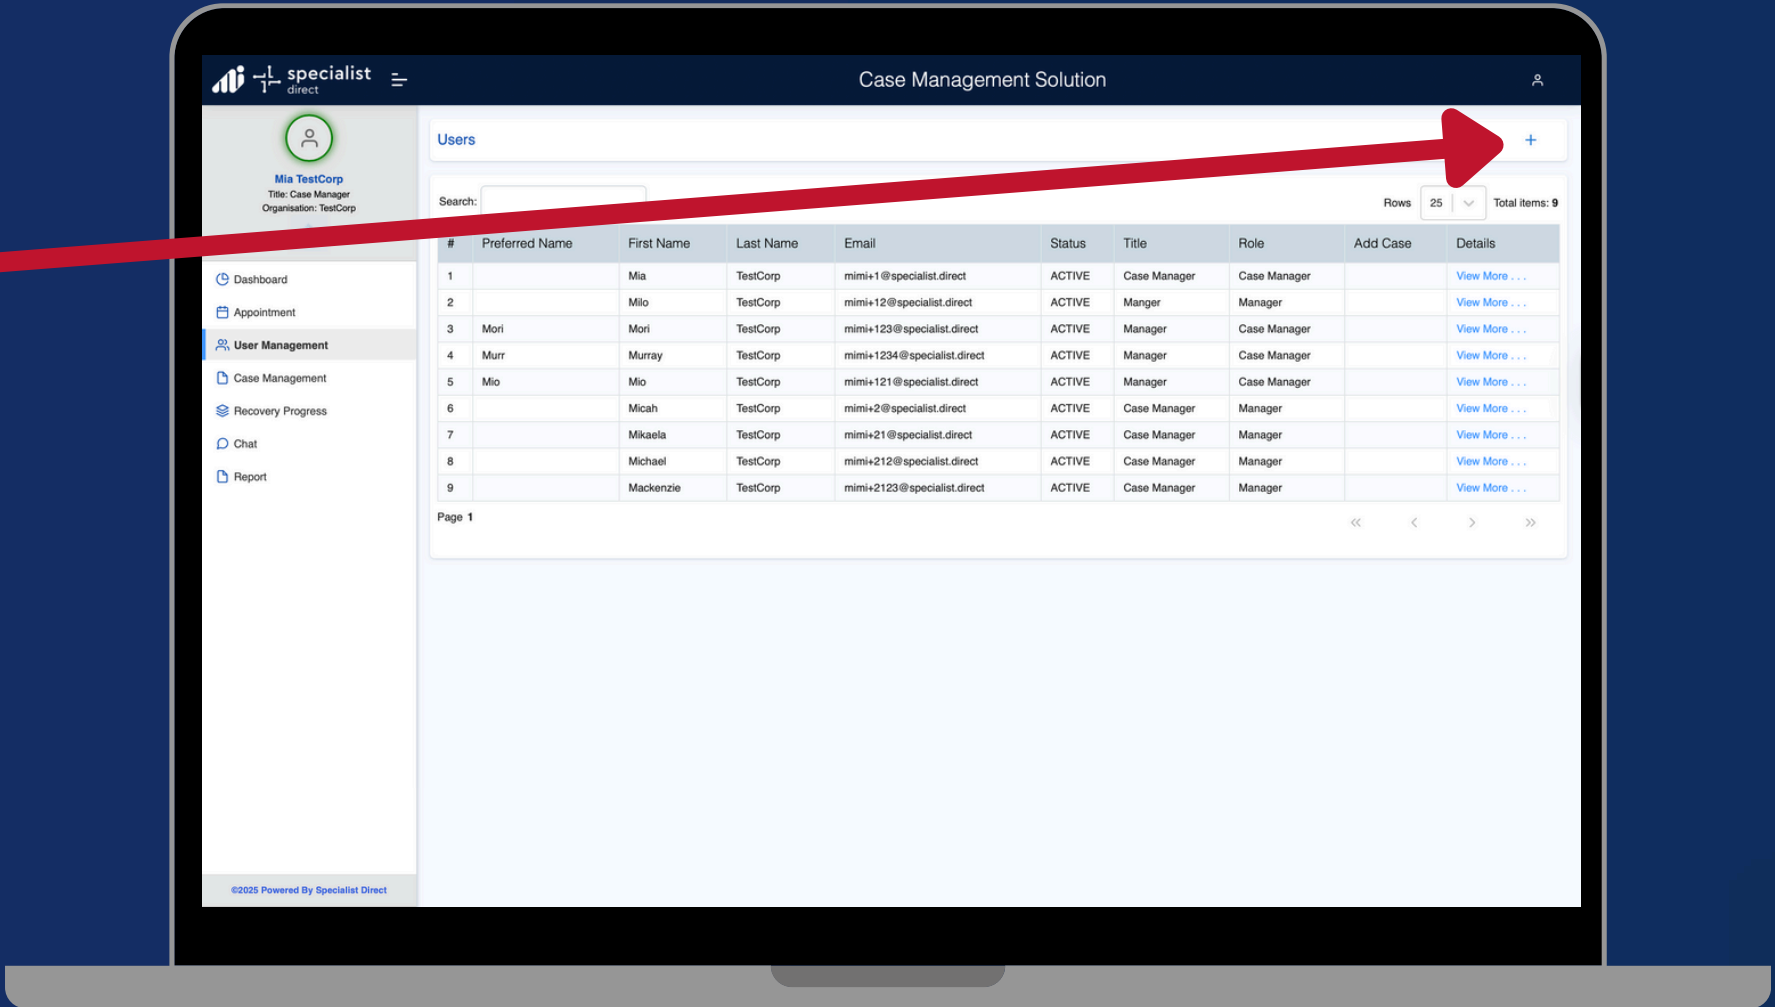 specialist
direct
Case Management Solution
Mia TestCorp
Title: Case Manager
Organisation: TestCorp
Dashboard
Appointment
User Management
Case Management
Recovery Progress
Chat
Report
©2025 Powered By Specialist Direct
Users
Search:
Rows 25 Total items: 9
# Preferred Name First Name Last Name Email Status Title Role Add Case Details
1 Mia TestCorp mimi+1@specialist.direct ACTIVE Case Manager Case Manager View More . . .
2 Milo TestCorp mimi+12@specialist.direct ACTIVE Manger Manager View More . . .
3 Mori Mori TestCorp mimi+123@specialist.direct ACTIVE Manager Case Manager View More . . .
4 Murr Murray TestCorp mimi+1234@specialist.direct ACTIVE Manager Case Manager View More . . .
5 Mio Mio TestCorp mimi+121@specialist.direct ACTIVE Manager Case Manager View More . . .
6 Micah TestCorp mimi+2@specialist.direct ACTIVE Case Manager Manager View More . . .
7 Mikaela TestCorp mimi+21@specialist.direct ACTIVE Case Manager Manager View More . . .
8 Michael TestCorp mimi+212@specialist.direct ACTIVE Case Manager Manager View More . . .
9 Mackenzie TestCorp mimi+2123@specialist.direct ACTIVE Case Manager Manager View More . . .
Page 1